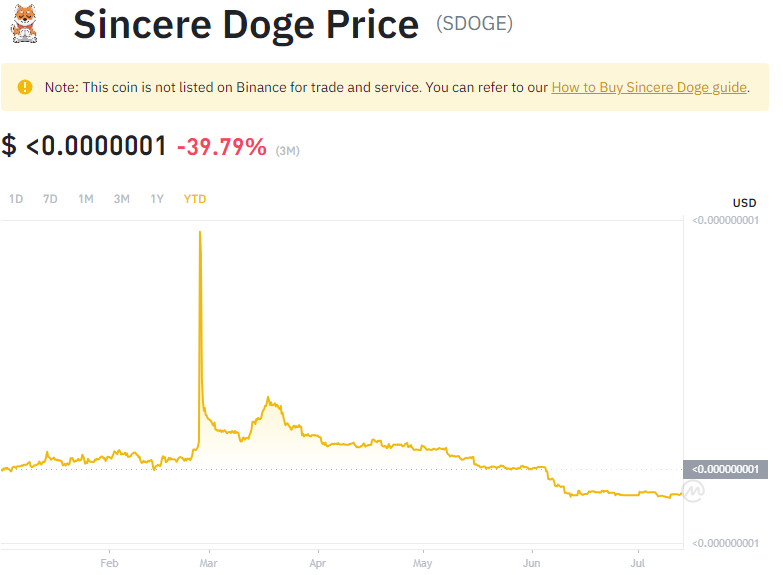 Sincere Doge Price (SDOGE)
Note: This coin is not listed on Binance for trade and service. You can refer to our How to Buy Sincere Doge guide.
$ <0.0000001 -39.79% (3M)
1D 7D 1M 3M 1Y YTD
USD
<0.000000001
<0.000000001
<0.000000001
Feb Mar Apr May Jun Jul